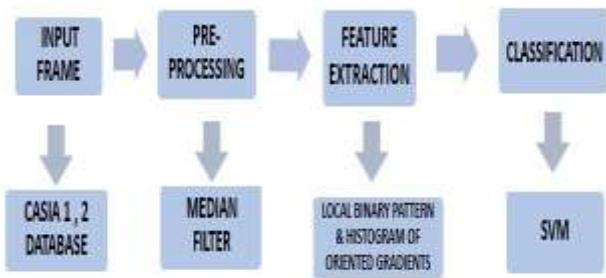 INPUT
FRAME
PRE-
PROCESSING
FEATURE
EXTRACTION
CLASSIFICATION
CASIA 1 , 2
DATABASE
MEDIAN
FILTER
LOCAL BINARY PATTERN
& HISTOGRAM OF
ORIENTED GRADIENTS
SVM